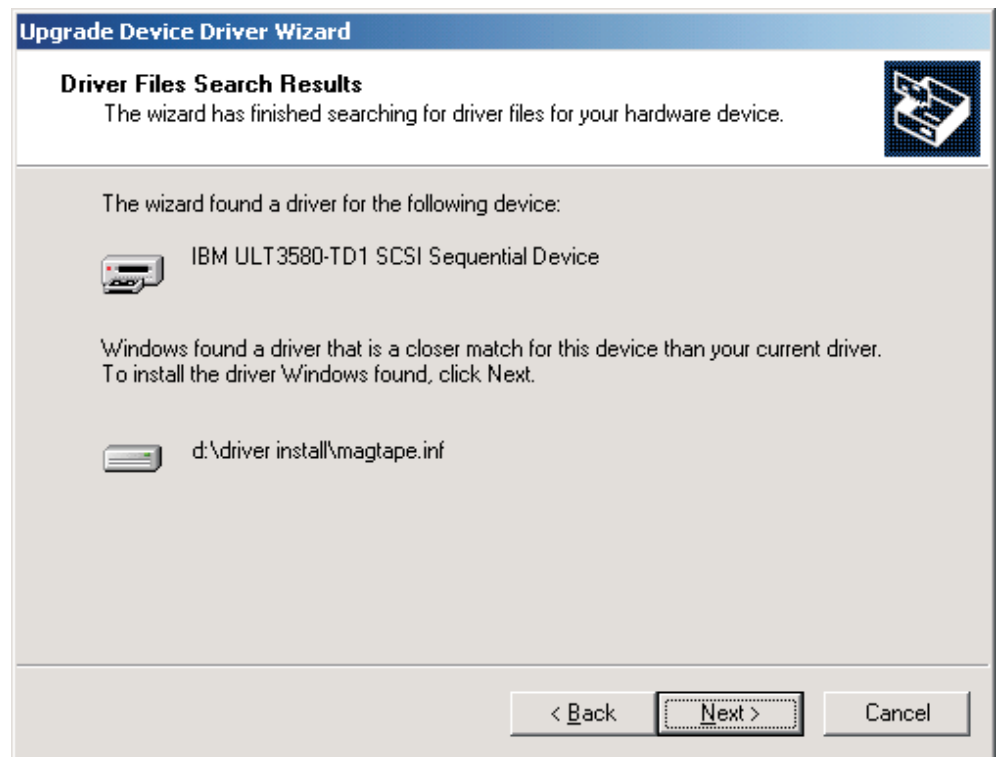 Upgrade Device Driver Wizard
Driver Files Search Results
The wizard has finished searching for driver files for your hardware device.
The wizard found a driver for the following device:
IBM ULT3580-TD1 SCSI Sequential Device
Windows found a driver that is a closer match for this device than your current driver.
To install the driver Windows found, click Next.
d:\driver install\magtape.inf
< Back Next > Cancel